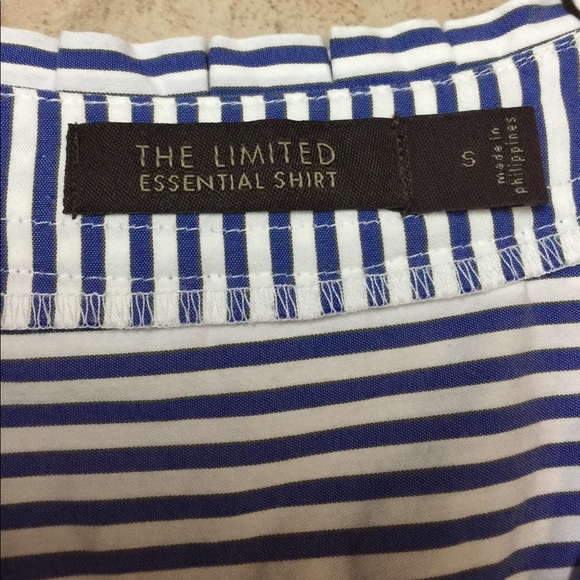 THE LIMITED
ESSENTIAL SHIRT
S
made in
philippines